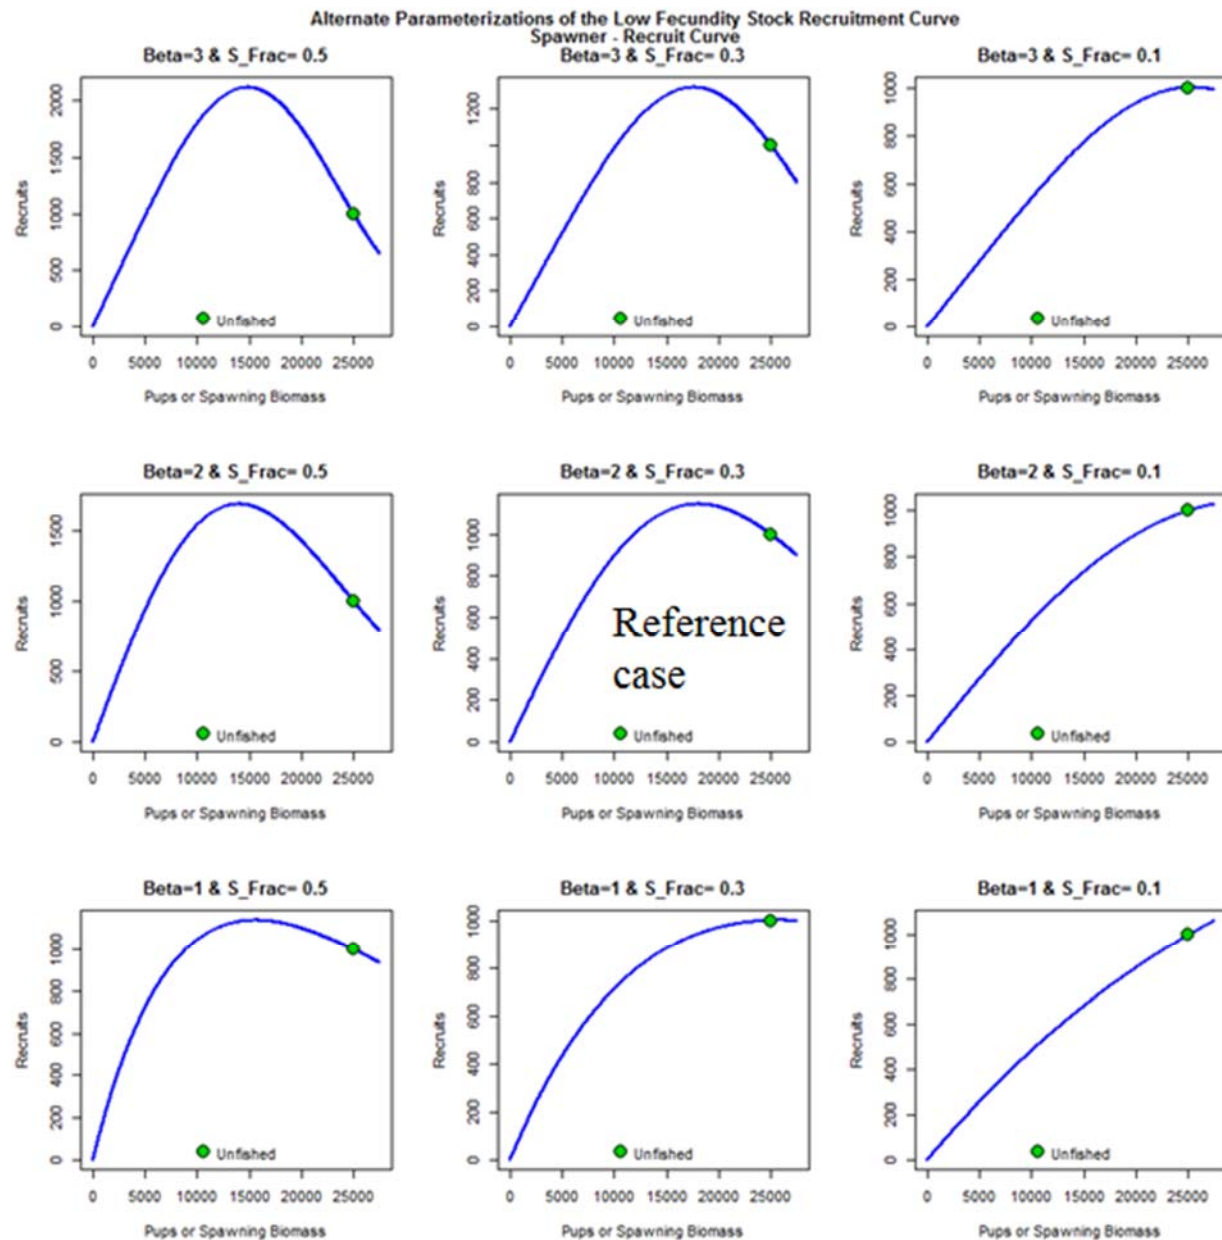 Alternate Parameterizations of the Low Fecundity Stock Recruitment Curve
Spawner - Recruit Curve
Beta=3 & S_Frac= 0.5
Recruits
2000
1500
1000
500
0
Unfished
0 5000 10000 15000 20000 25000
Pups or Spawning Biomass
Beta=3 & S_Frac= 0.3
Recruits
1200
800
600
400
200
0
Unfished
0 5000 10000 15000 20000 25000
Pups or Spawning Biomass
Beta=3 & S_Frac= 0.1
Recruits
1000
800
600
400
200
0
Unfished
0 5000 10000 15000 20000 25000
Pups or Spawning Biomass
Beta=2 & S_Frac= 0.5
Recruits
1500
1000
500
0
Unfished
0 5000 10000 15000 20000 25000
Pups or Spawning Biomass
Beta=2 & S_Frac= 0.3
Recruits
1000
800
600
400
200
0
Reference
case
Unfished
0 5000 10000 15000 20000 25000
Pups or Spawning Biomass
Beta=2 & S_Frac= 0.1
Recruits
1000
800
600
400
200
0
Unfished
0 5000 10000 15000 20000 25000
Pups or Spawning Biomass
Beta=1 & S_Frac= 0.5
Recruits
1000
800
600
400
200
0
Unfished
0 5000 10000 15000 20000 25000
Pups or Spawning Biomass
Beta=1 & S_Frac= 0.3
Recruits
1000
800
600
400
200
0
Unfished
0 5000 10000 15000 20000 25000
Pups or Spawning Biomass
Beta=1 & S_Frac= 0.1
Recruits
1000
800
600
400
200
0
Unfished
0 5000 10000 15000 20000 25000
Pups or Spawning Biomass